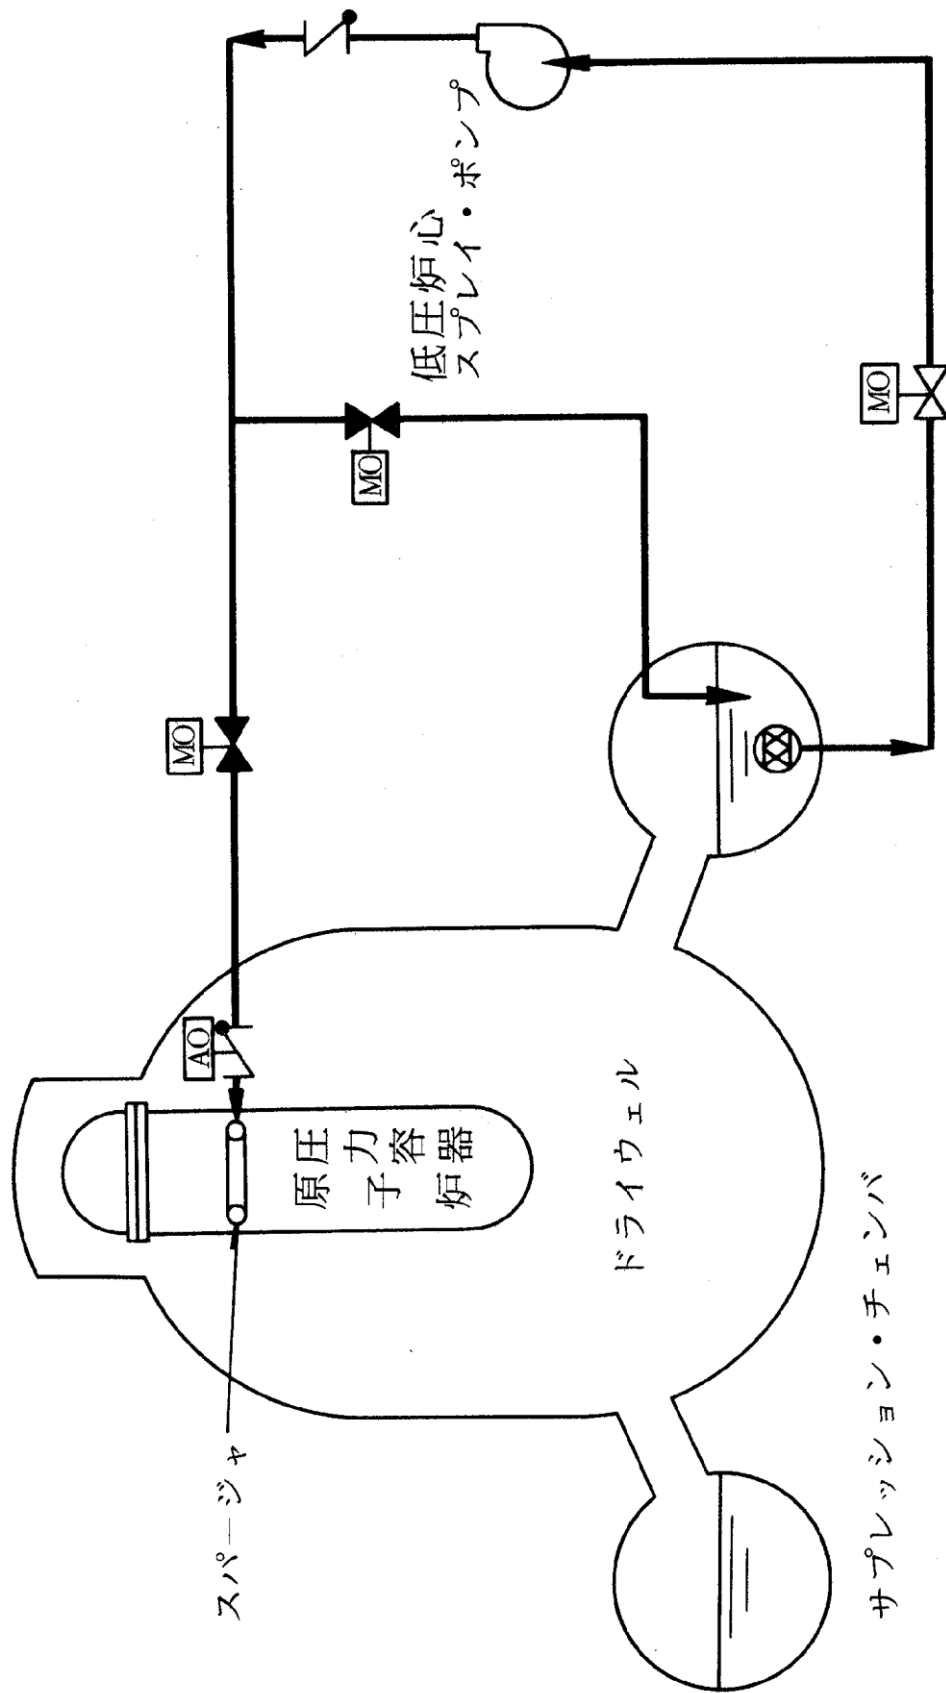 スパージャ
AO
MO
原子炉
圧力容器
MO
低圧炉心
スプレイ・ポンプ
ドライウェル
MO
サプレッション・チェンバ